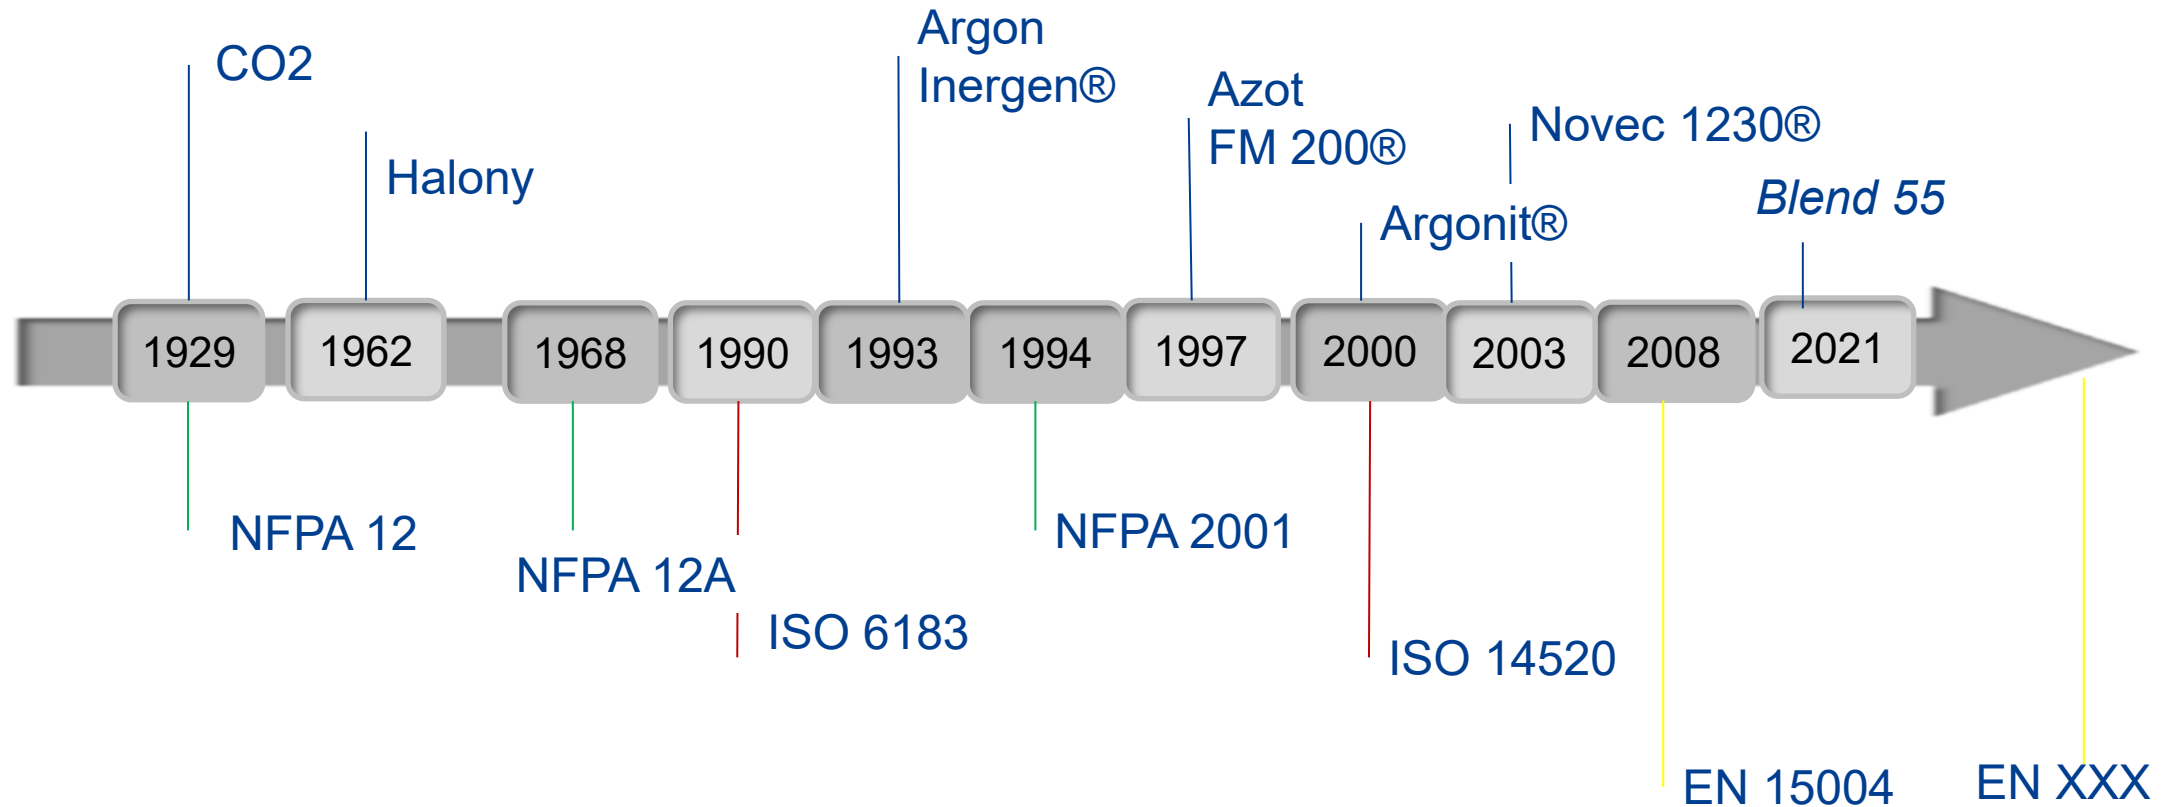 CO2
Halony
Argon
Inergen®
Azot
FM 200®
Argonit®
Novec 1230®
Blend 55
1929
1962
1968
1990
1993
1994
1997
2000
2003
2008
2021
NFPA 12
NFPA 12A
ISO 6183
NFPA 2001
ISO 14520
EN 15004
EN XXX